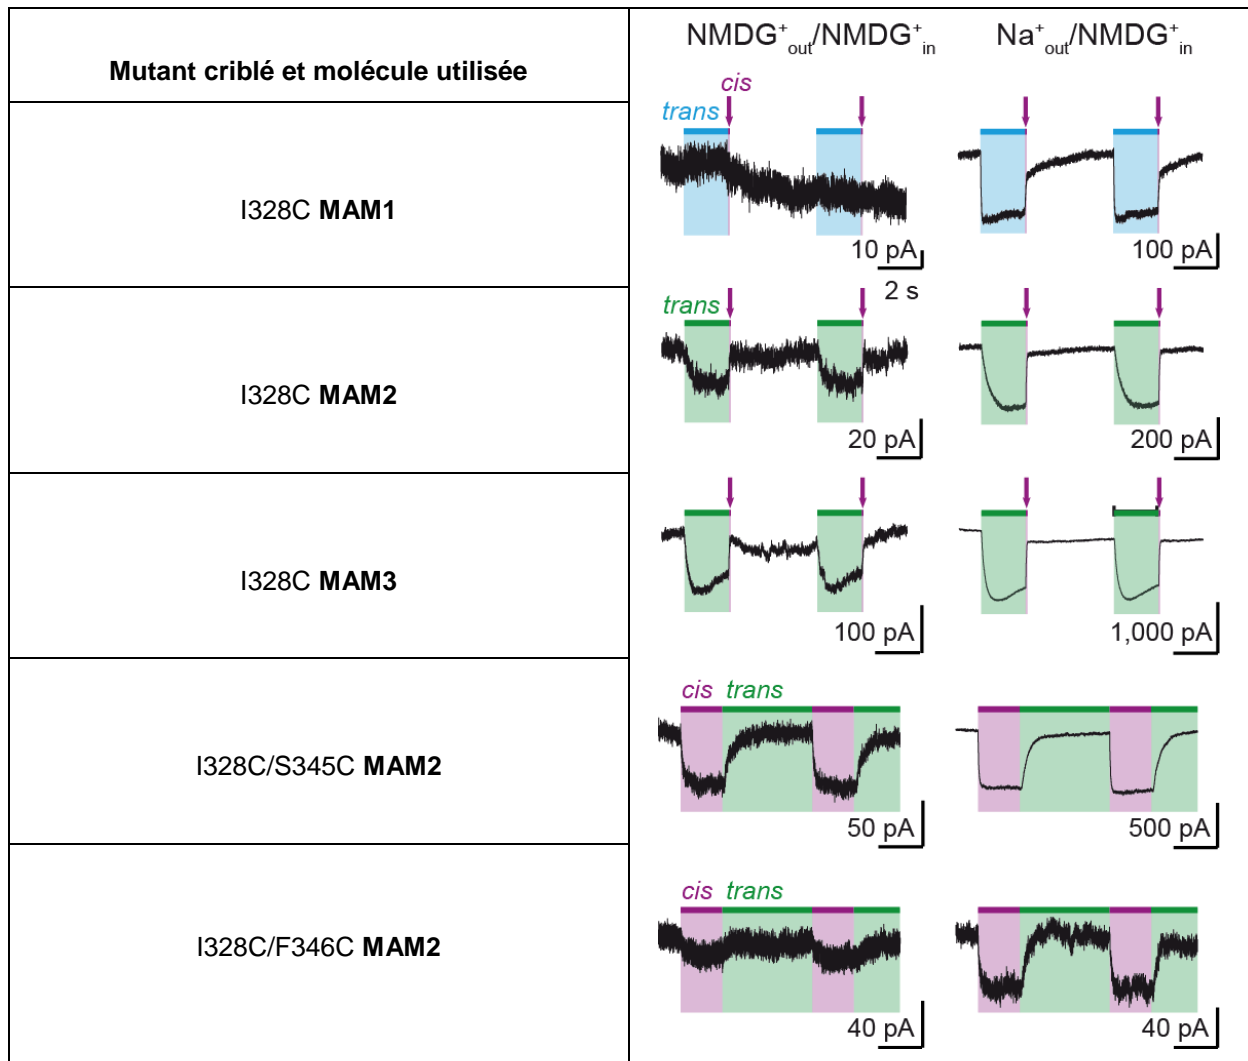 Mutant criblé et molécule utilisée
NMDG⁺out/NMDG⁺in
Na⁺out/NMDG⁺in
I328C MAM1
cis
trans
10 pA
2 s
100 pA
I328C MAM2
trans
20 pA
200 pA
I328C MAM3
100 pA
1,000 pA
I328C/S345C MAM2
cis trans
50 pA
500 pA
I328C/F346C MAM2
cis trans
40 pA
40 pA